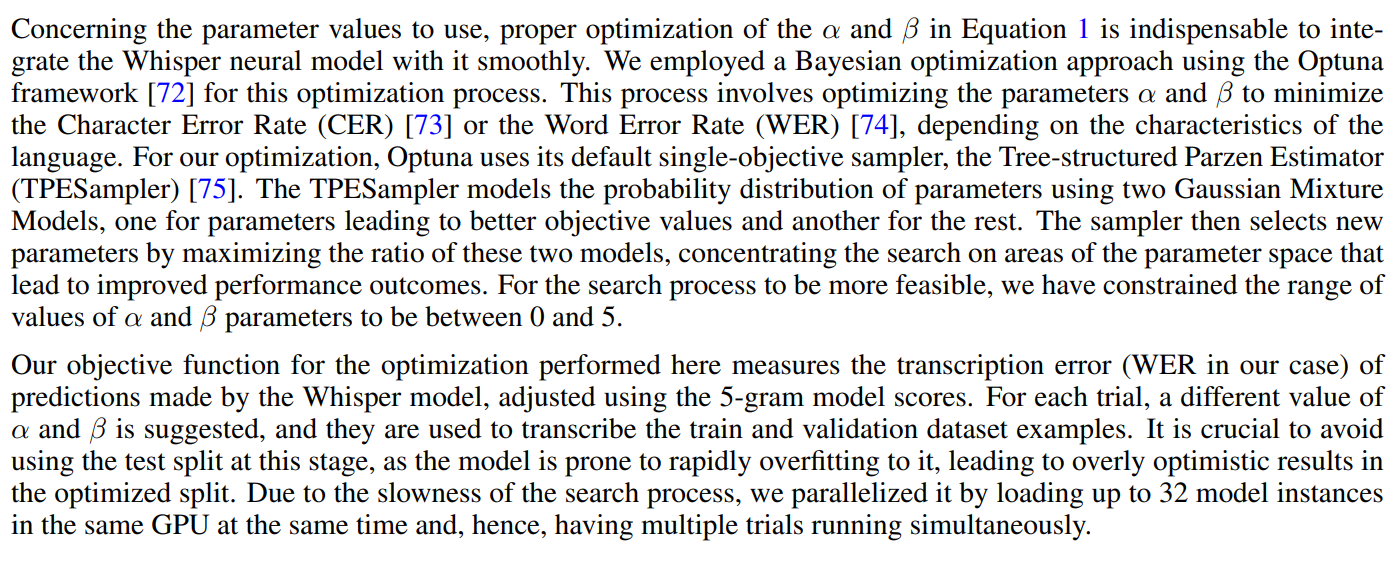 Concerning the parameter values to use, proper optimization of the α and β in Equation 1 is indispensable to inte-
grate the Whisper neural model with it smoothly. We employed a Bayesian optimization approach using the Optuna
framework [72] for this optimization process. This process involves optimizing the parameters α and β to minimize
the Character Error Rate (CER) [73] or the Word Error Rate (WER) [74], depending on the characteristics of the
language. For our optimization, Optuna uses its default single-objective sampler, the Tree-structured Parzen Estimator
(TPESampler) [75]. The TPESampler models the probability distribution of parameters using two Gaussian Mixture
Models, one for parameters leading to better objective values and another for the rest. The sampler then selects new
parameters by maximizing the ratio of these two models, concentrating the search on areas of the parameter space that
lead to improved performance outcomes. For the search process to be more feasible, we have constrained the range of
values of α and β parameters to be between 0 and 5.
Our objective function for the optimization performed here measures the transcription error (WER in our case) of
predictions made by the Whisper model, adjusted using the 5-gram model scores. For each trial, a different value of
α and β is suggested, and they are used to transcribe the train and validation dataset examples. It is crucial to avoid
using the test split at this stage, as the model is prone to rapidly overfitting to it, leading to overly optimistic results in
the optimized split. Due to the slowness of the search process, we parallelized it by loading up to 32 model instances
in the same GPU at the same time and, hence, having multiple trials running simultaneously.